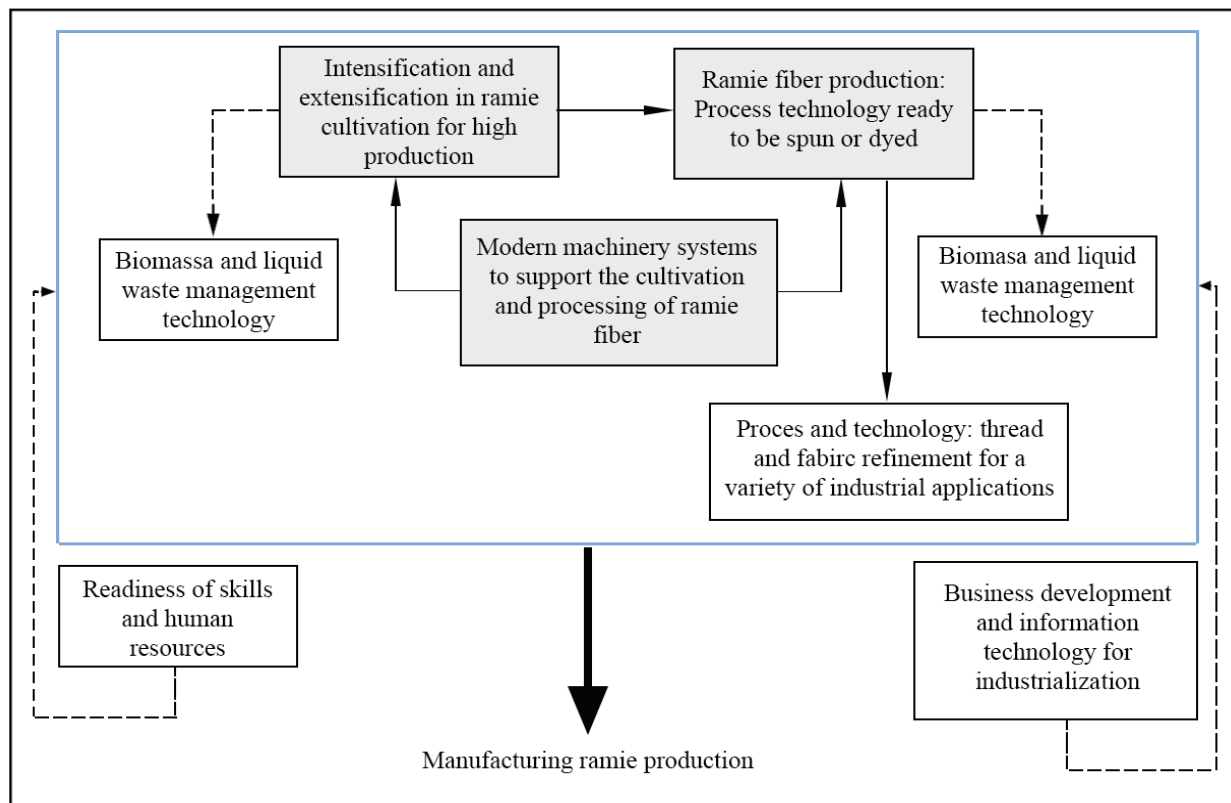 Intensification and
extensification in ramie
cultivation for high
production
Ramie fiber production:
Process technology ready
to be spun or dyed
Modern machinery systems
to support the cultivation
and processing of ramie
fiber
Biomassa and liquid
waste management
technology
Biomasa and liquid
waste management
technology
Proces and technology: thread
and fabirc refinement for a
variety of industrial applications
Readiness of skills
and human
resources
Business development
and information
technology for
industrialization
Manufacturing ramie production